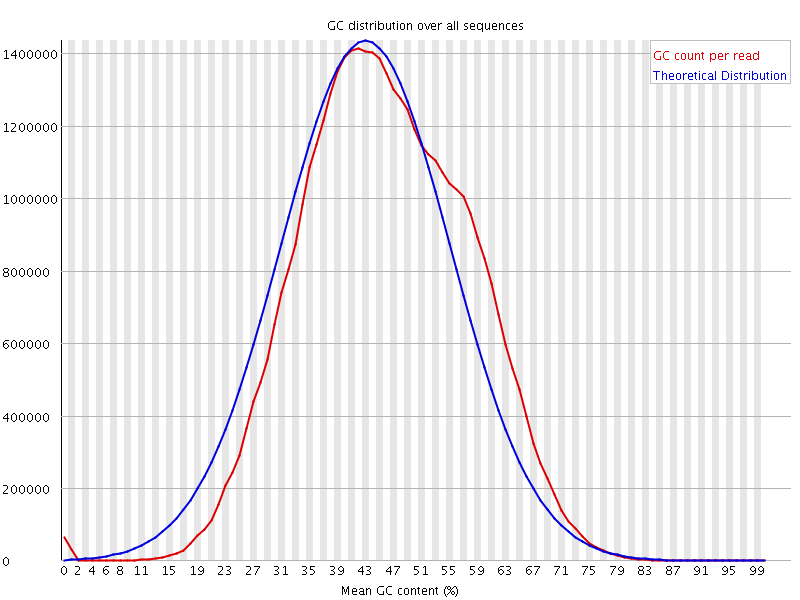 GC distribution over all sequences
GC count per read
Theoretical Distribution
1400000
1200000
1000000
800000
600000
400000
200000
0
0 2 4 6 8 11 15 19 23 27 31 35 39 43 47 51 55 59 63 67 71 75 79 83 87 91 95 99
Mean GC content (%)